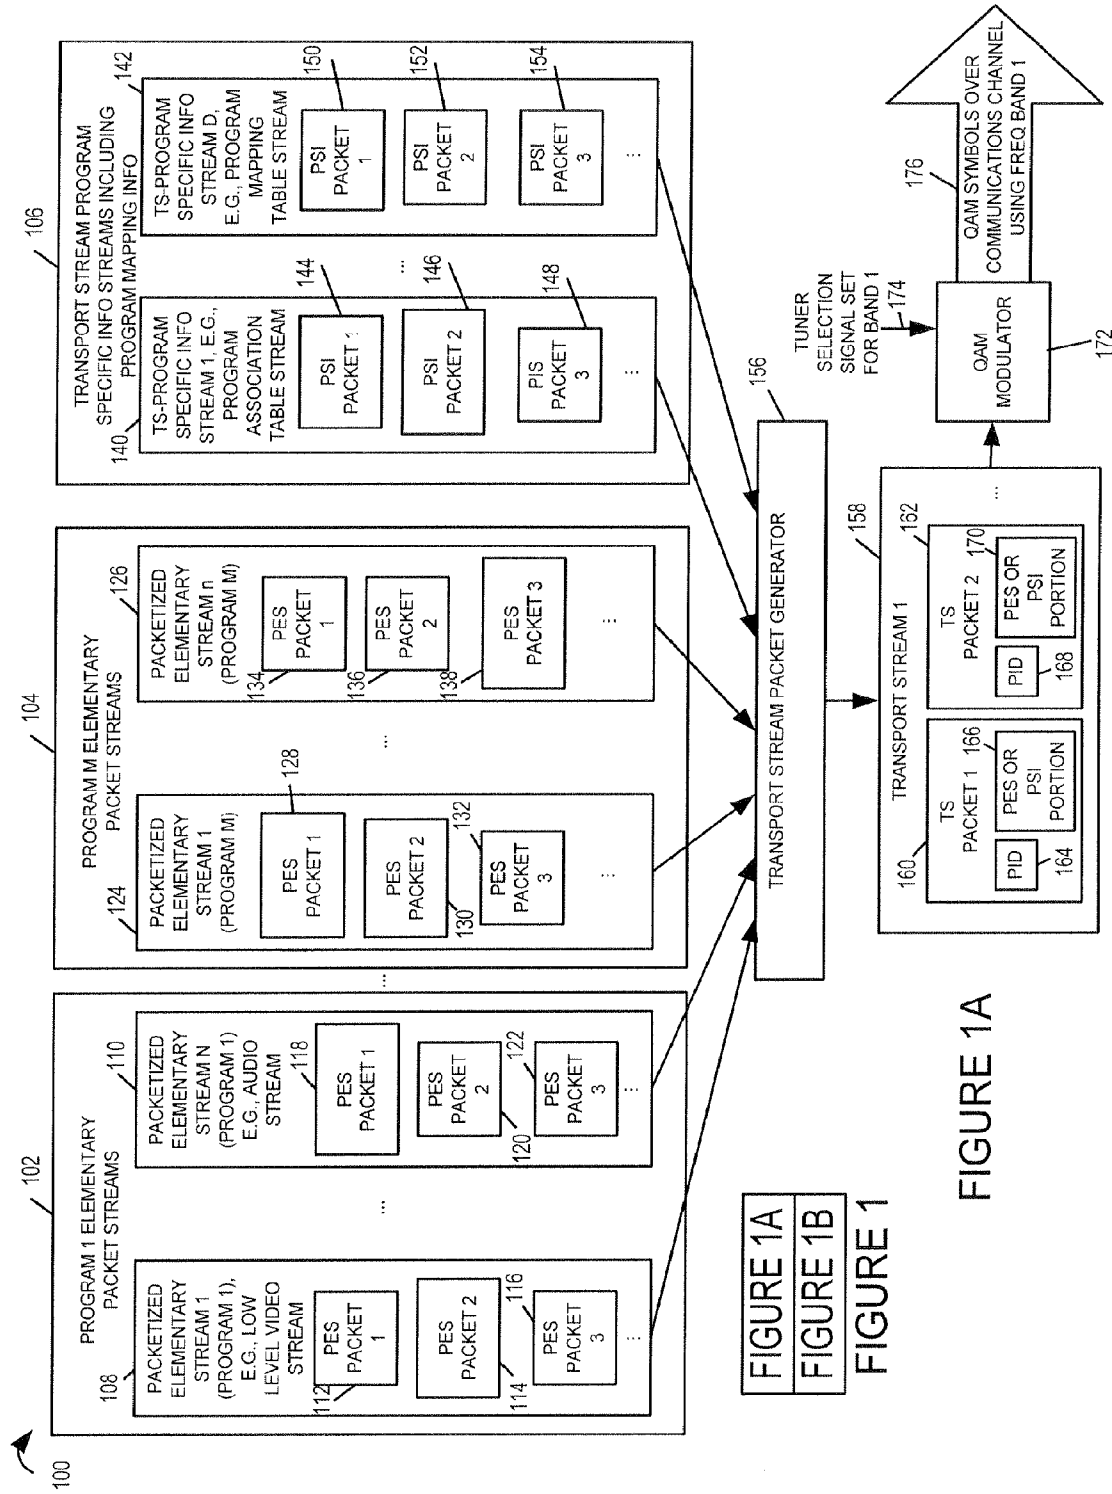 100
102
PROGRAM 1 ELEMENTARY
PACKET STREAMS
108
PACKETIZED
ELEMENTARY
STREAM 1
(PROGRAM 1),
E.G., LOW
LEVEL VIDEO
STREAM
112
PES
PACKET
1
114
PES
PACKET 2
116
PES
PACKET
3
...
...
110
PACKETIZED
ELEMENTARY
STREAM N
(PROGRAM 1)
E.G., AUDIO
STREAM
118
PES
PACKET 1
120
PES
PACKET
2
122
PES
PACKET
3
...
...
104
PROGRAM M ELEMENTARY
PACKET STREAMS
124
PACKETIZED
ELEMENTARY
STREAM 1
(PROGRAM M)
128
PES
PACKET 1
130
PES
PACKET 2
132
PES
PACKET
3
...
...
126
PACKETIZED
ELEMENTARY
STREAM n
(PROGRAM M)
134
PES
PACKET
1
136
PES
PACKET
2
138
PES
PACKET 3
...
106
TRANSPORT STREAM PROGRAM
SPECIFIC INFO STREAMS INCLUDING
PROGRAM MAPPING INFO
140
TS-PROGRAM
SPECIFIC INFO
STREAM 1, E.G.,
PROGRAM
ASSOCIATION
TABLE STREAM
144
PSI
PACKET 1
146
PSI
PACKET 2
148
PIS
PACKET
3
...
...
142
TS-PROGRAM
SPECIFIC INFO
STREAM D,
E.G., PROGRAM
MAPPING
TABLE STREAM
150
PSI
PACKET
1
152
PSI
PACKET
2
154
PSI
PACKET
3
...
156
TRANSPORT STREAM PACKET GENERATOR
158
TRANSPORT STREAM 1
160
TS
PACKET 1
164
PID
166
PES OR
PSI
PORTION
162
TS
PACKET 2
168
PID
170
PES OR
PSI
PORTION
...
TUNER
SELECTION
SIGNAL SET
FOR BAND 1
174
QAM
MODULATOR
172
176
QAM SYMBOLS OVER
COMMUNICATIONS CHANNEL
USING FREQ BAND 1
FIGURE 1A
FIGURE 1B
FIGURE 1
FIGURE 1A